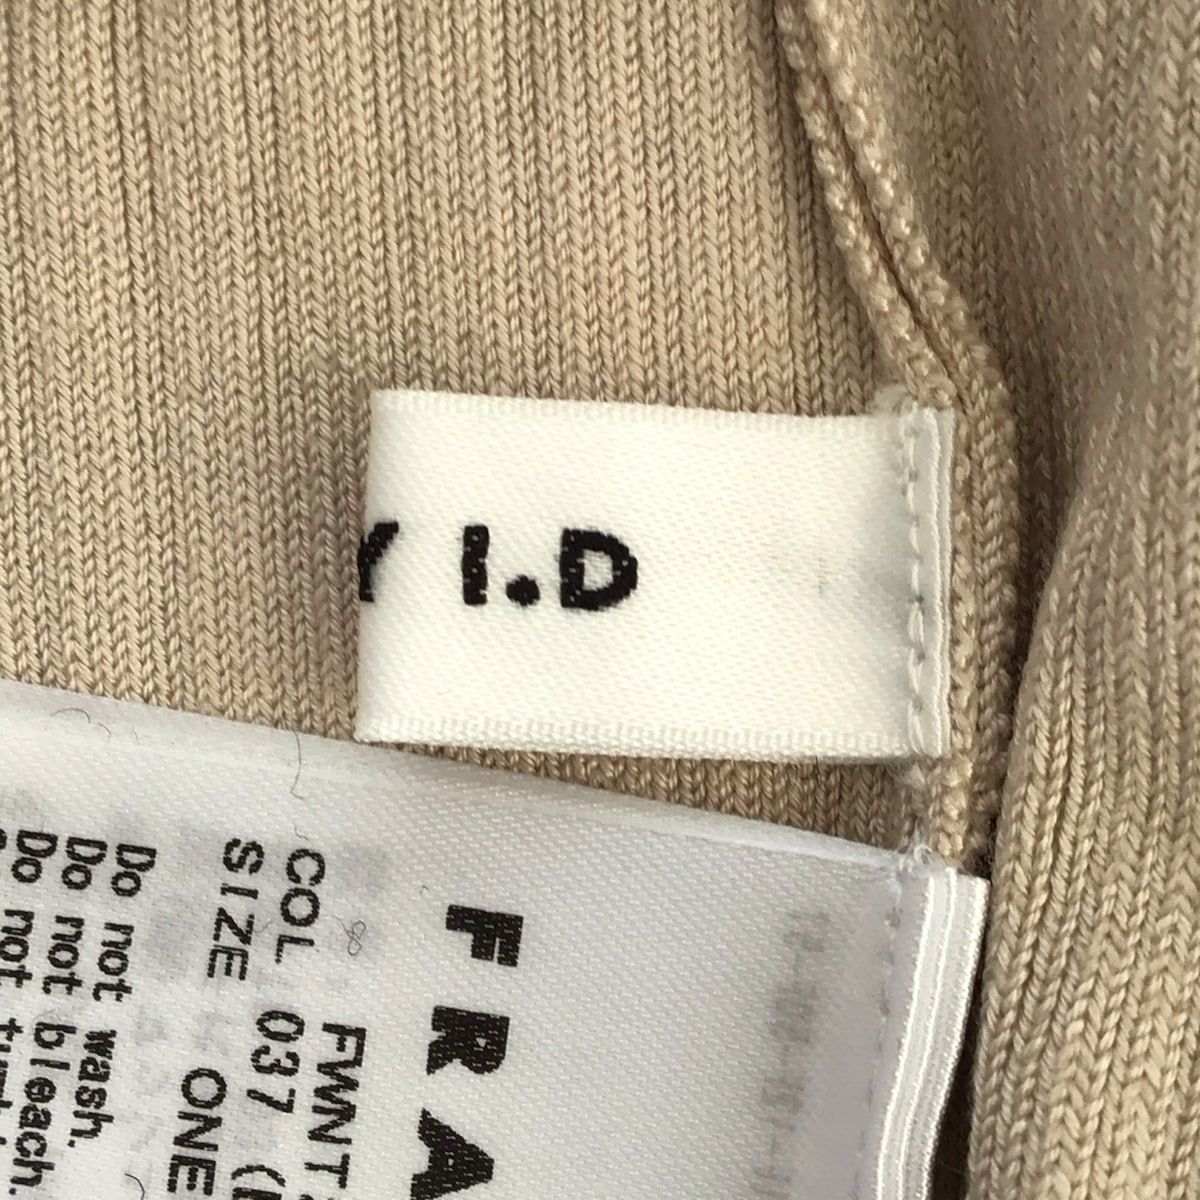 Y I.D
FRA
FWNT
COL 037 (
SIZE ONE
Do not wash.
Do not bleach.
Do not